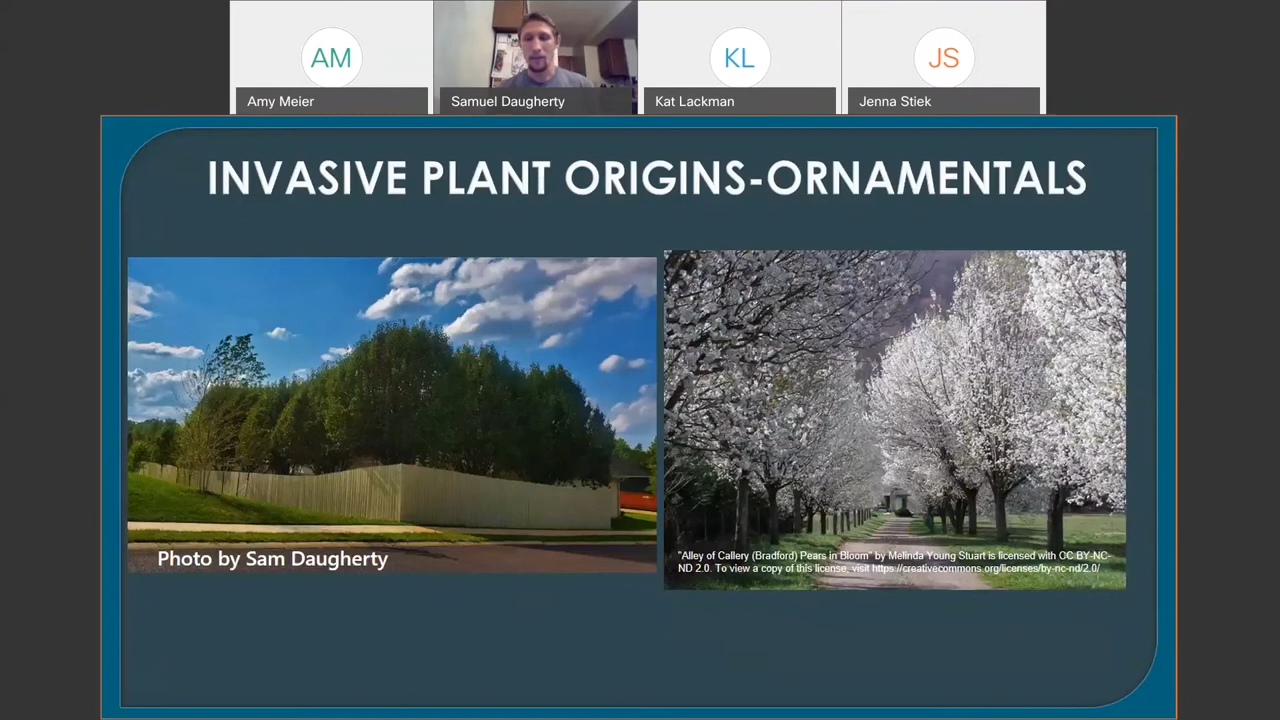 AM
KL
JS
Amy Meier
Samuel Daugherty
Kat Lackman
Jenna Stiek
INVASIVE PLANT ORIGINS-ORNAMENTALS
Photo by Sam Daugherty
"Alley of Callery (Bradford) Pears in Bloom" by Melinda Young Stuart is licensed with CC BY-NC-
ND 2.0. To view a copy of this license, visit https://creativecommons.org/licenses/by-nc-nd/2.0/